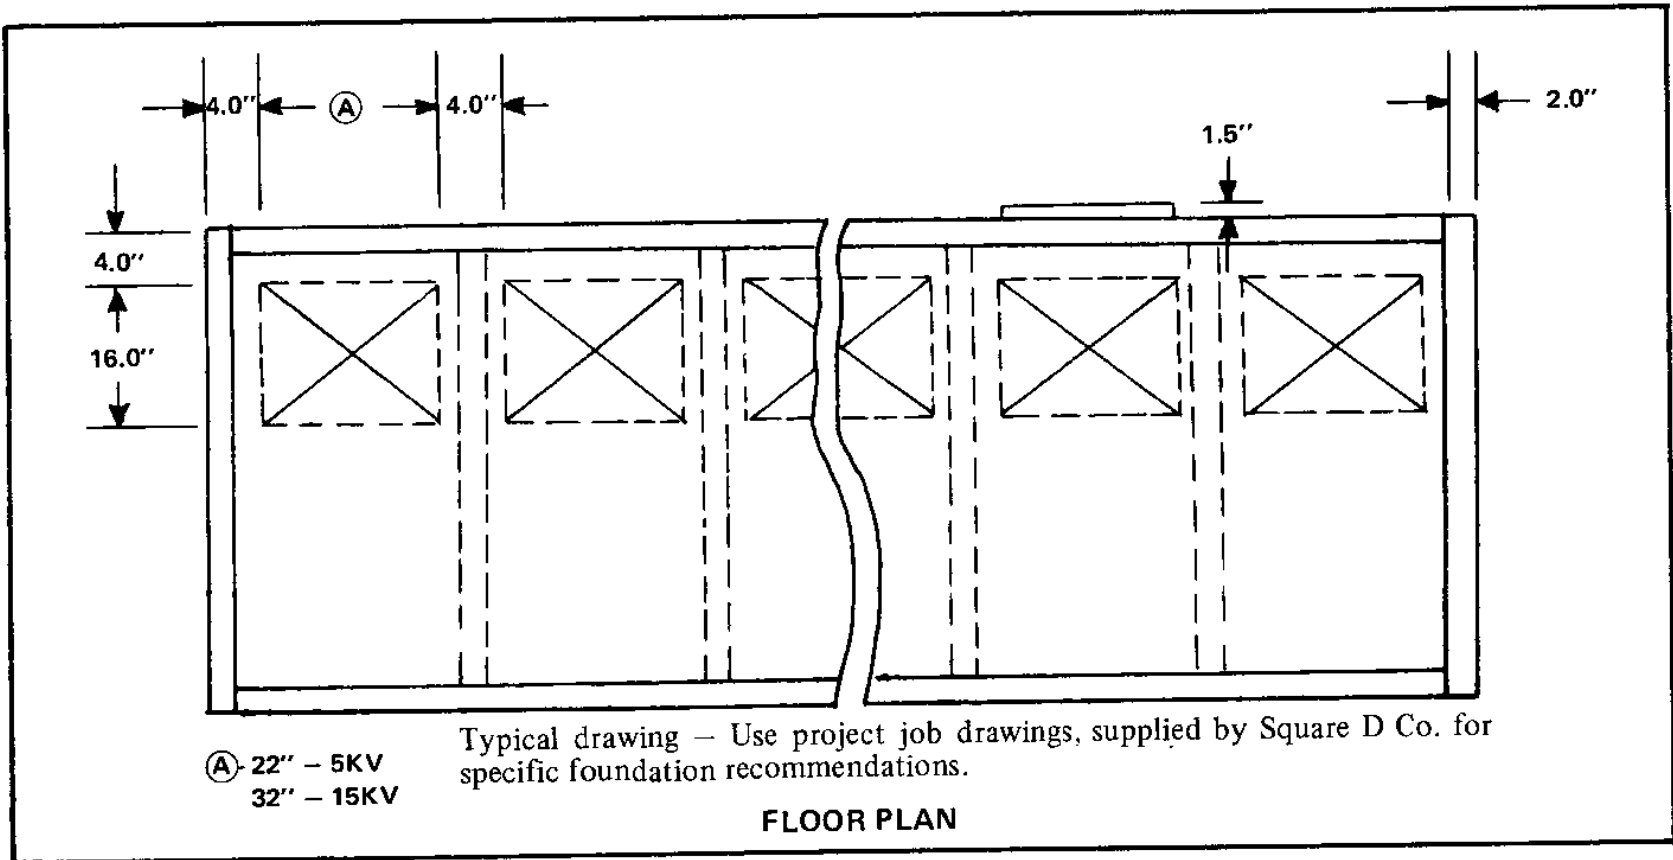 4.0″ Ⓐ 4.0″ 2.0″
1.5″
4.0″
16.0″
Typical drawing — Use project job drawings, supplied by Square D Co. for
specific foundation recommendations.
Ⓐ- 22″ – 5KV
32″ – 15KV
FLOOR PLAN